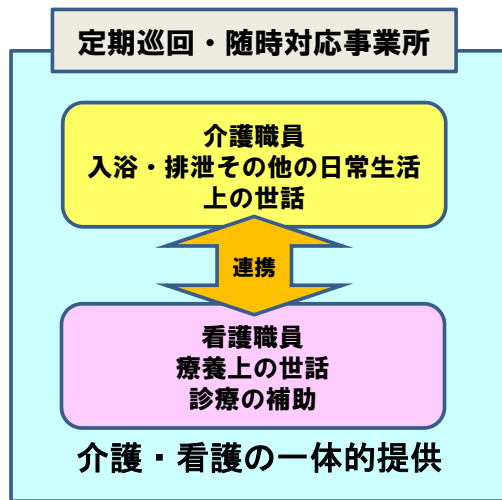 定期巡回・随時対応事業所
介護職員
入浴・排泄その他の日常生活
上の世話
連携
看護職員
療養上の世話
診療の補助
介護・看護の一体的提供